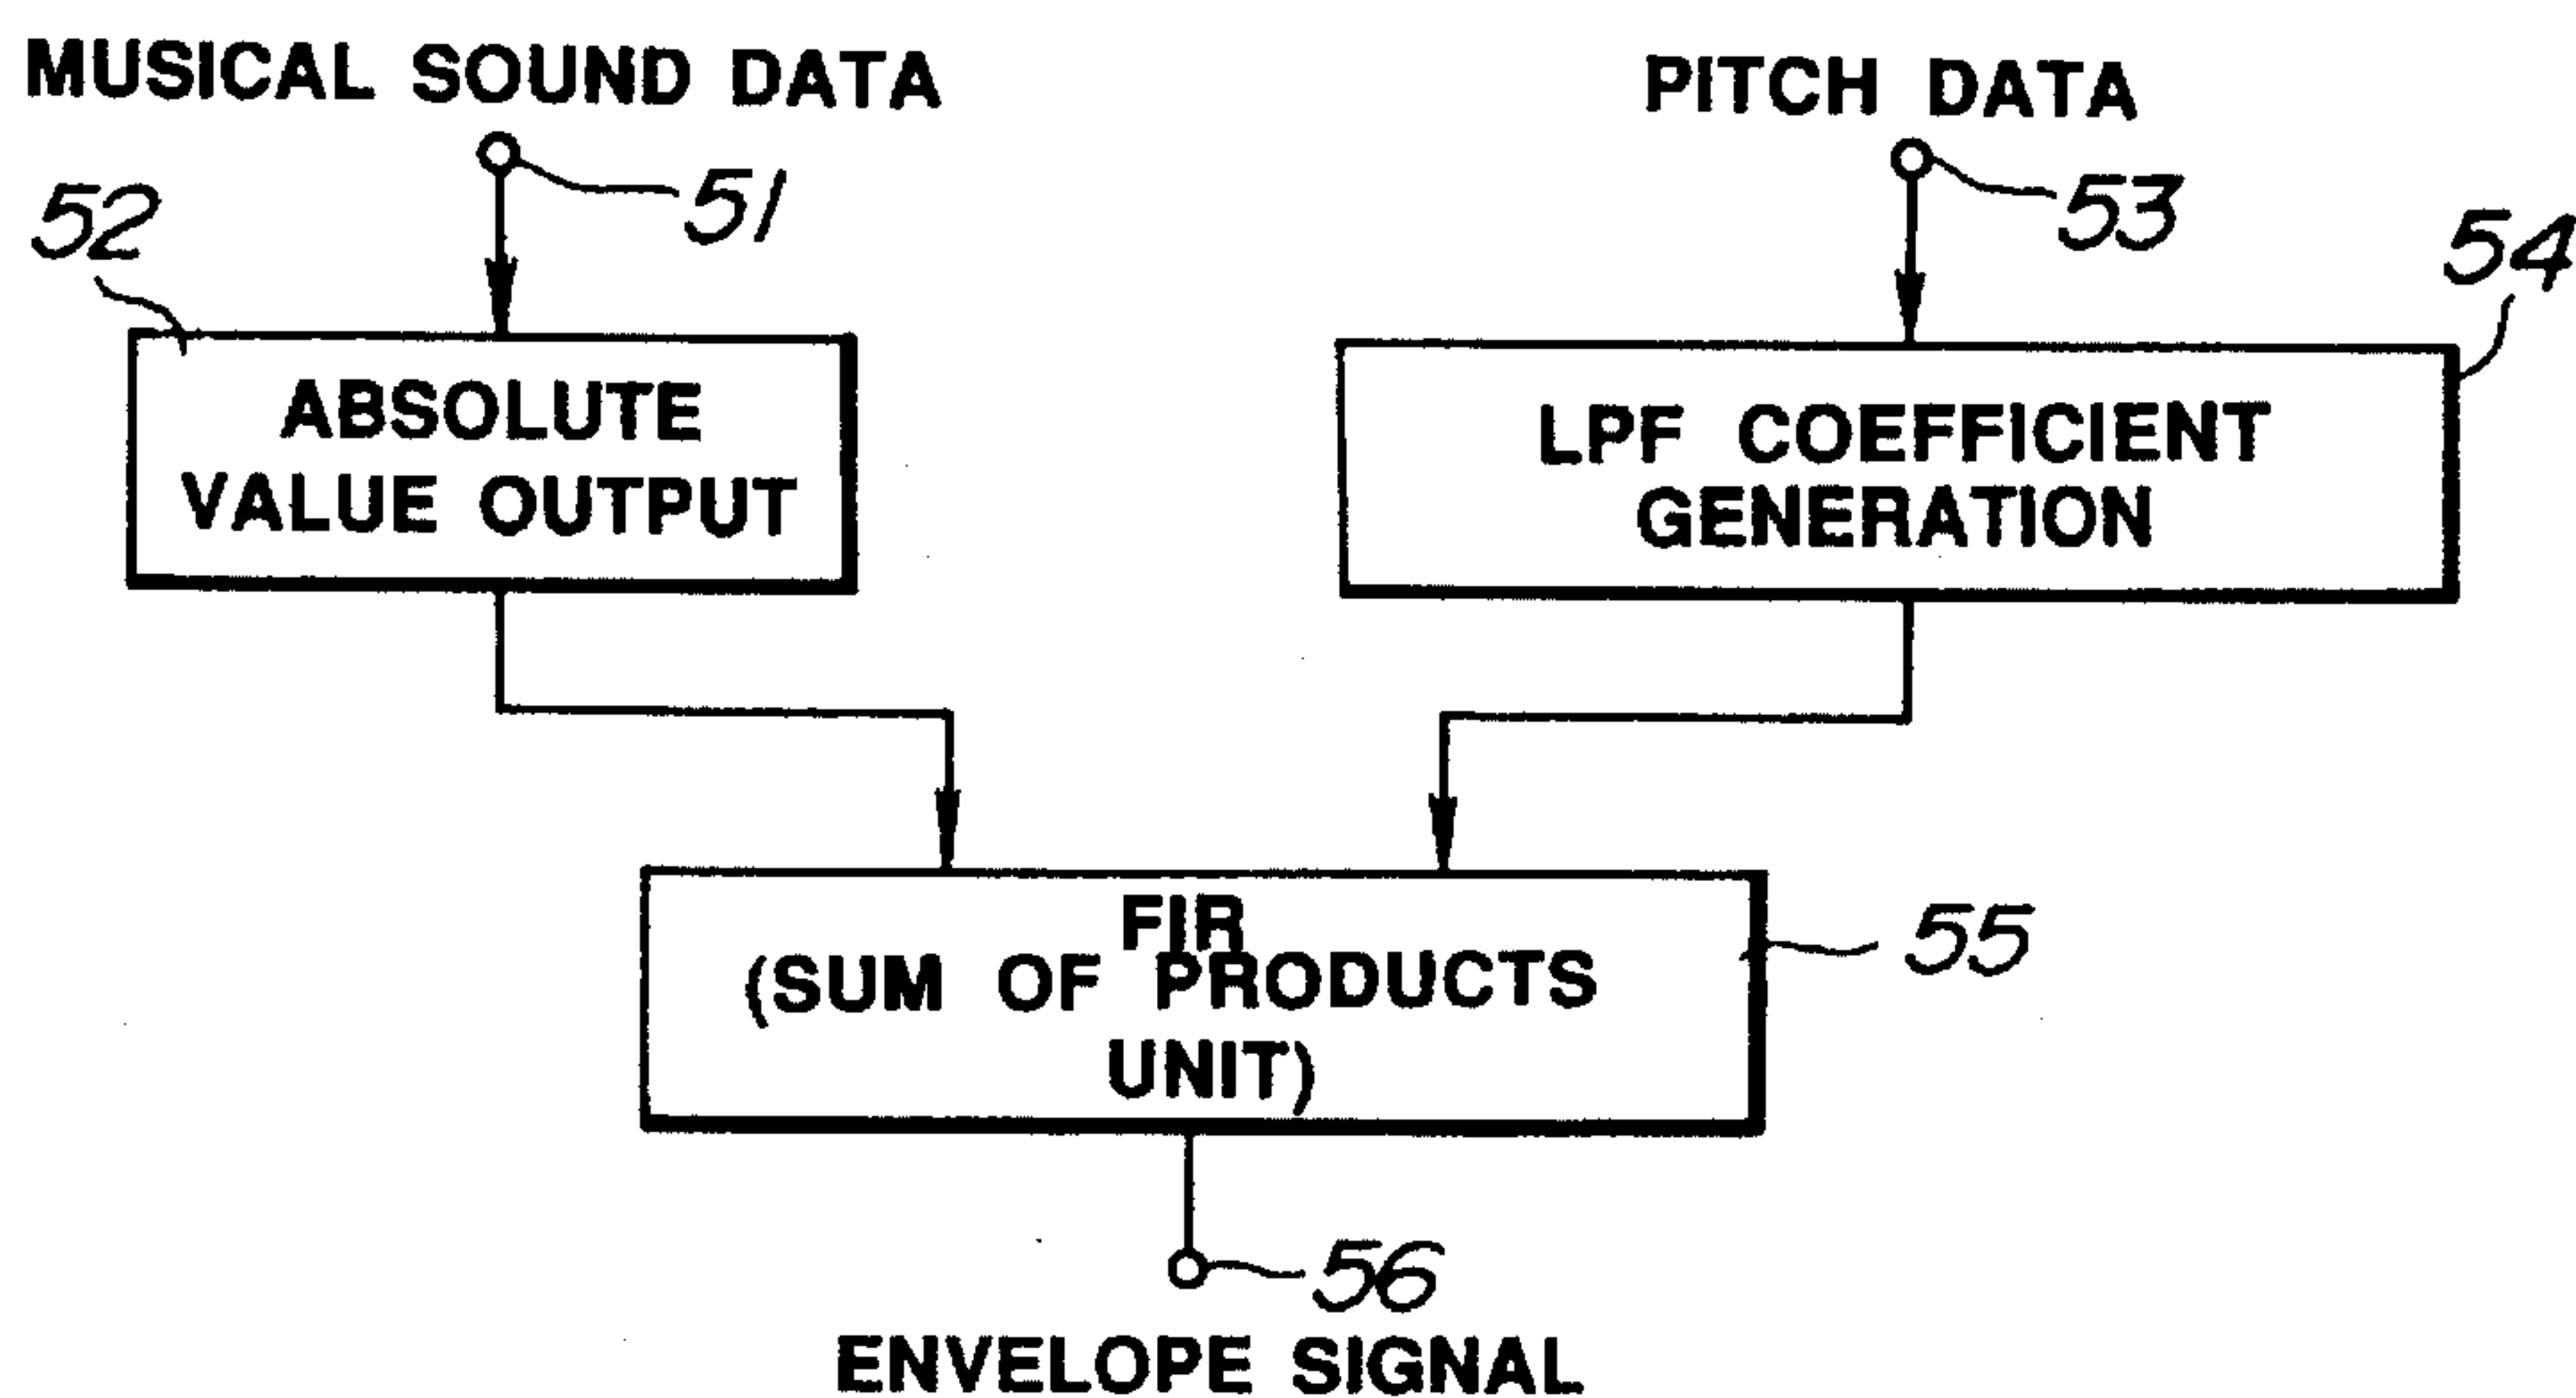 MUSICAL SOUND DATA
PITCH DATA
51
53
52
54
ABSOLUTE
VALUE OUTPUT
LPF COEFFICIENT
GENERATION
FIR
(SUM OF PRODUCTS
UNIT)
55
56
ENVELOPE SIGNAL